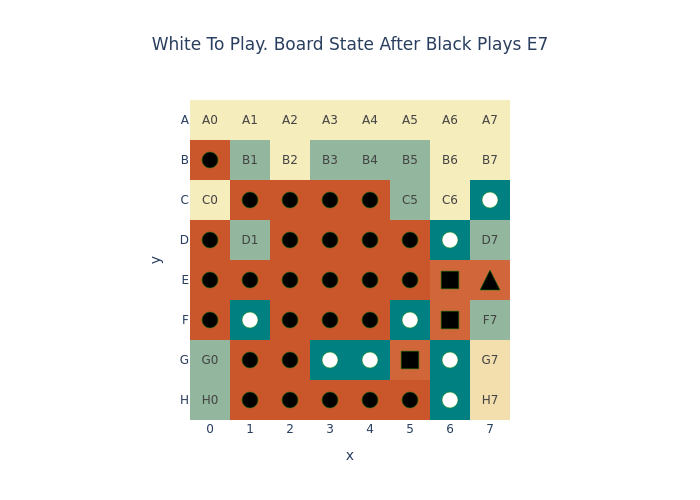 White To Play. Board State After Black Plays E7
A A0 A1 A2 A3 A4 A5 A6 A7
B B1 B2 B3 B4 B5 B6 B7
C C0 C5 C6
D D1 D7
E
F F7
G G0 G7
H H0 H7
0 1 2 3 4 5 6 7
x
y